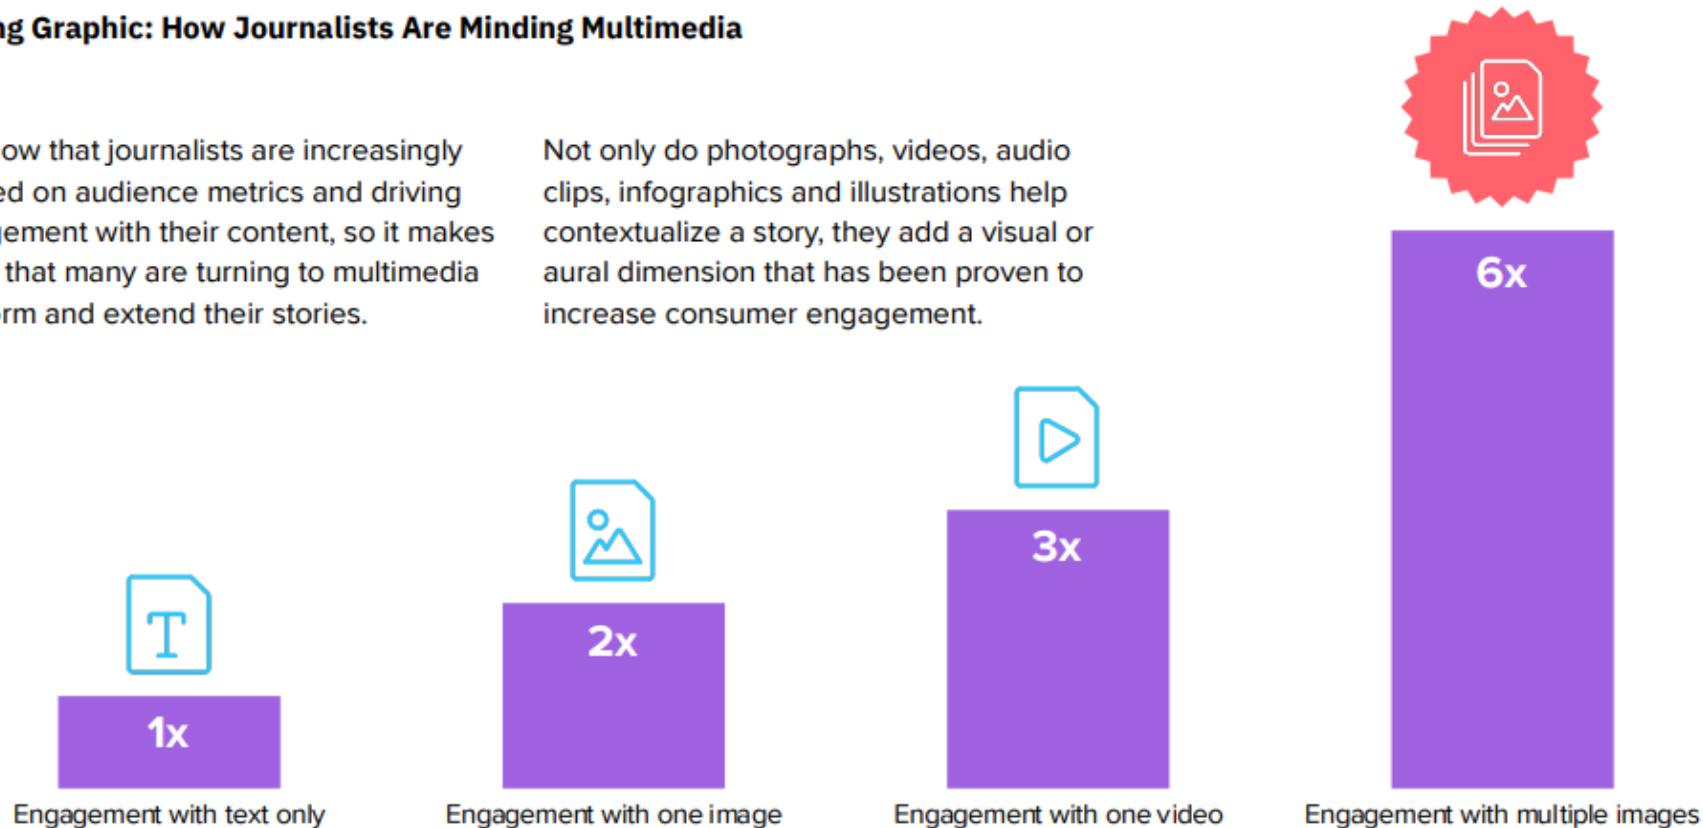 ng Graphic: How Journalists Are Minding Multimedia
ow that journalists are increasingly
ed on audience metrics and driving
gement with their content, so it makes
that many are turning to multimedia
rm and extend their stories.
Not only do photographs, videos, audio
clips, infographics and illustrations help
contextualize a story, they add a visual or
aural dimension that has been proven to
increase consumer engagement.
1x
2x
3x
6x
Engagement with text only
Engagement with one image
Engagement with one video
Engagement with multiple images